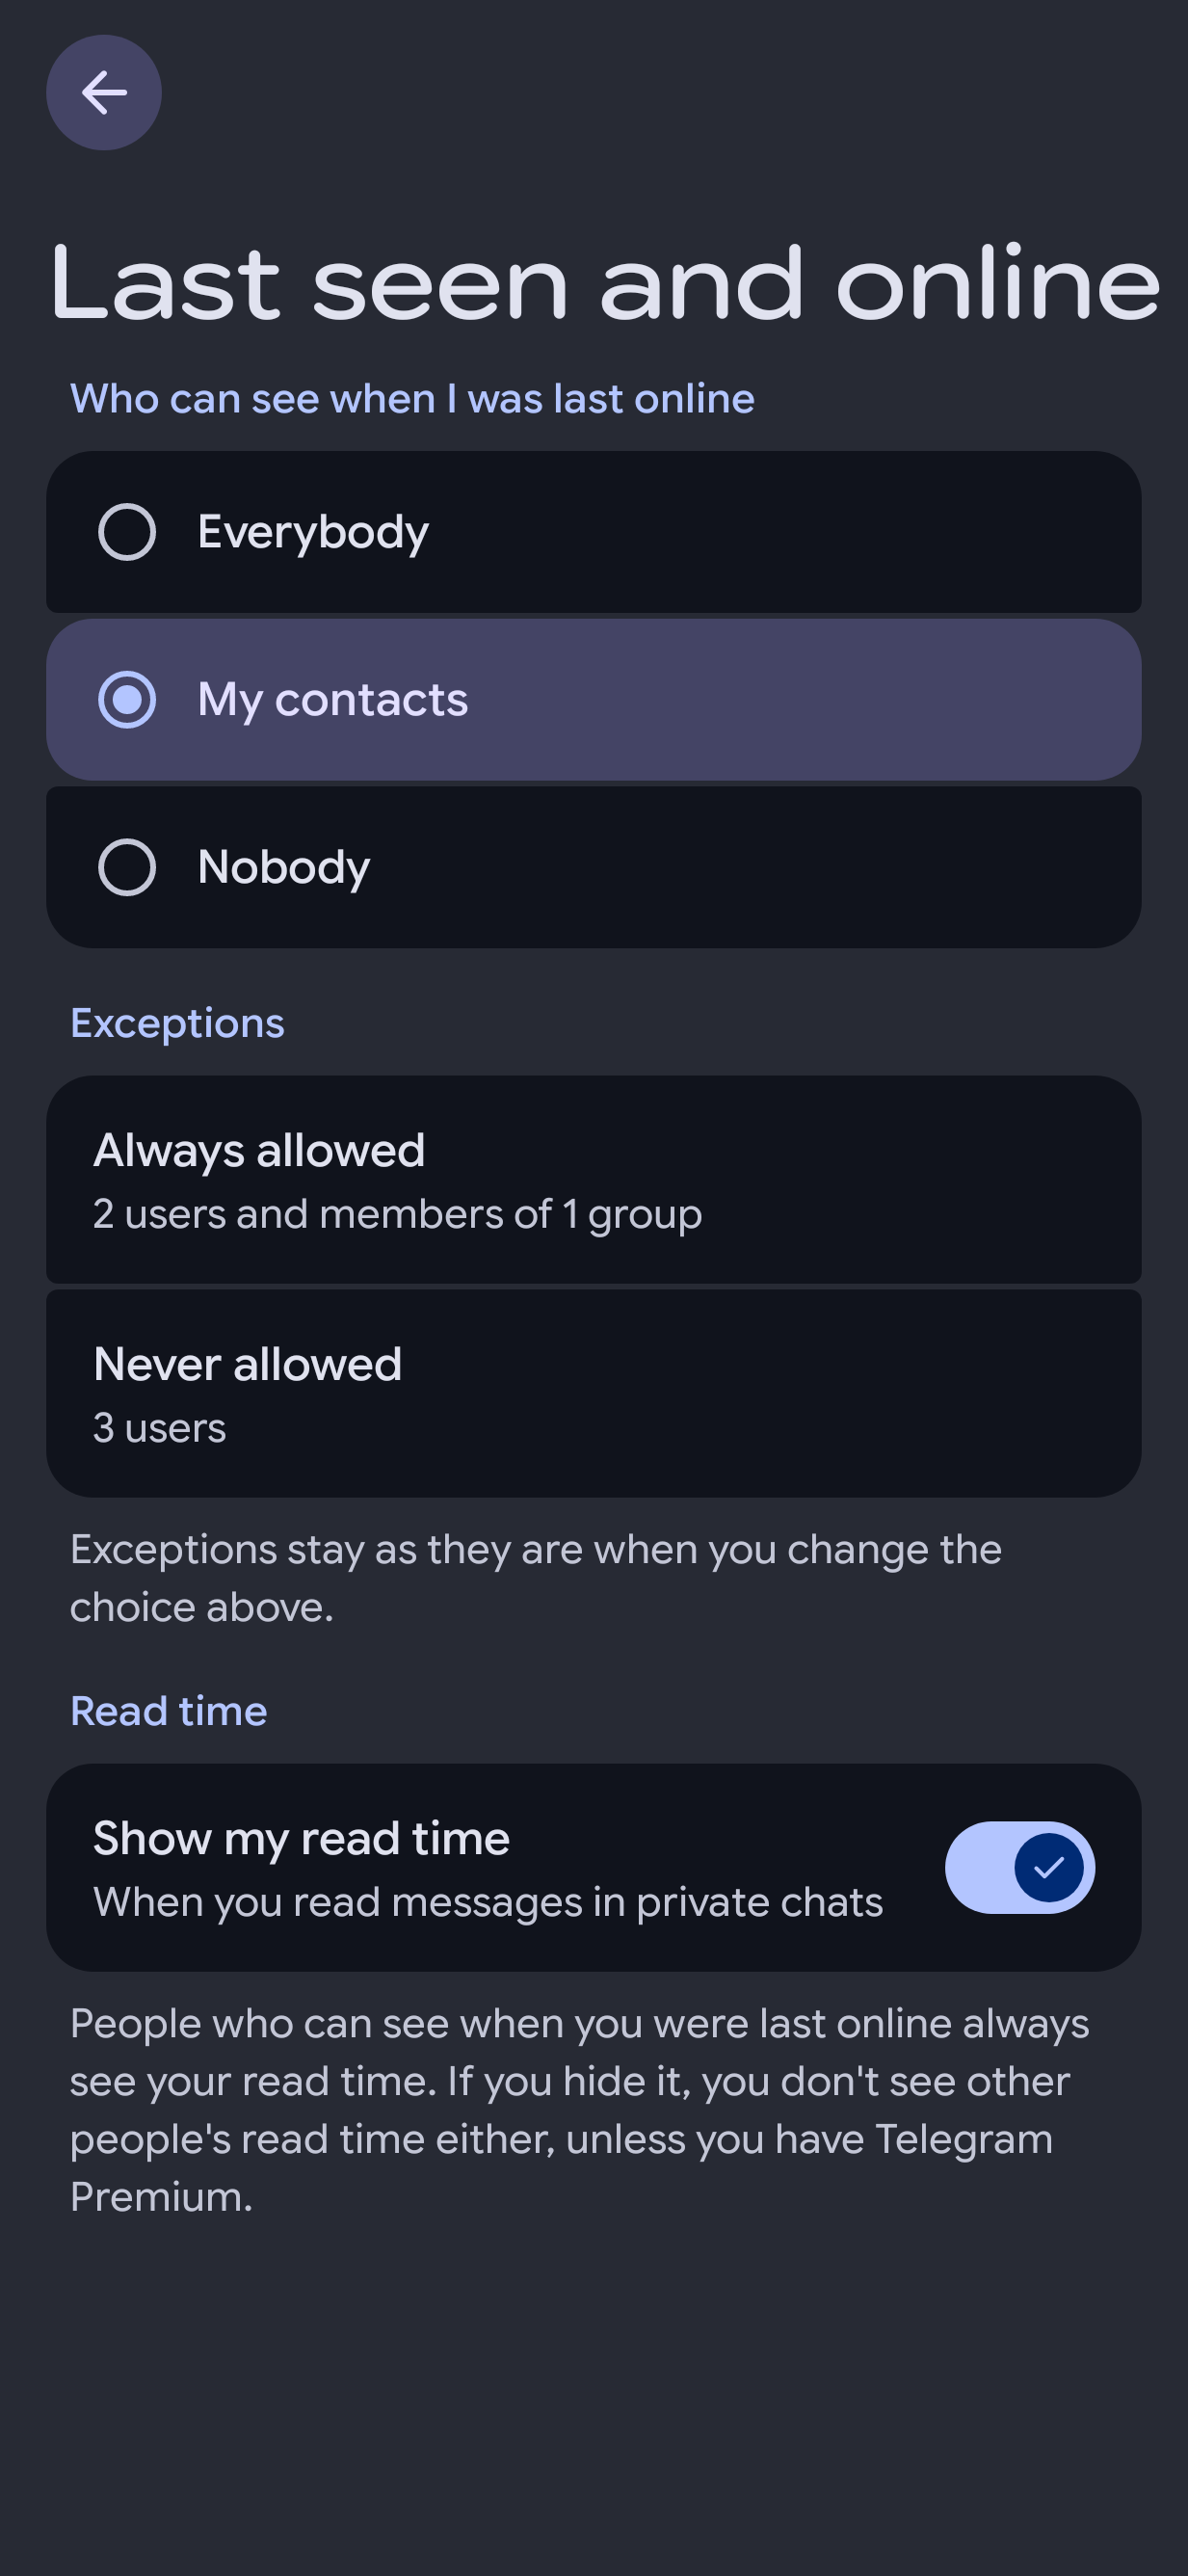 Last seen and online
Who can see when I was last online
Everybody
My contacts
Nobody
Exceptions
Always allowed
2 users and members of 1 group
Never allowed
3 users
Exceptions stay as they are when you change the
choice above.
Read time
Show my read time
When you read messages in private chats
People who can see when you were last online always
see your read time. If you hide it, you don't see other
people's read time either, unless you have Telegram
Premium.